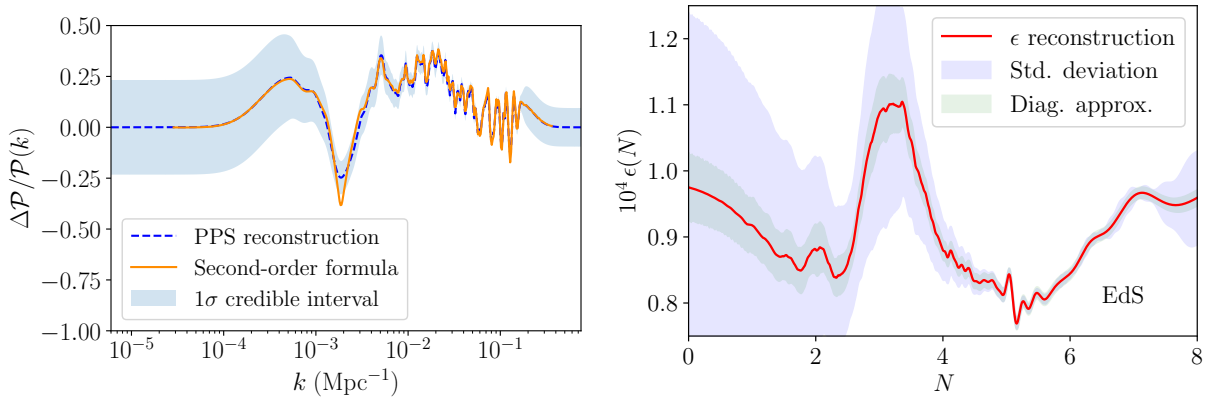 ΔP/P(k)
0.50
0.25
0.00
−0.25
−0.50
−0.75
−1.00
PPS reconstruction
Second-order formula
1σ credible interval
10⁻⁵
10⁻⁴
10⁻³
10⁻²
10⁻¹
k (Mpc⁻¹)
10⁴ ϵ(N)
1.2
1.1
1.0
0.9
0.8
ϵ reconstruction
Std. deviation
Diag. approx.
EdS
0
2
4
6
8
N